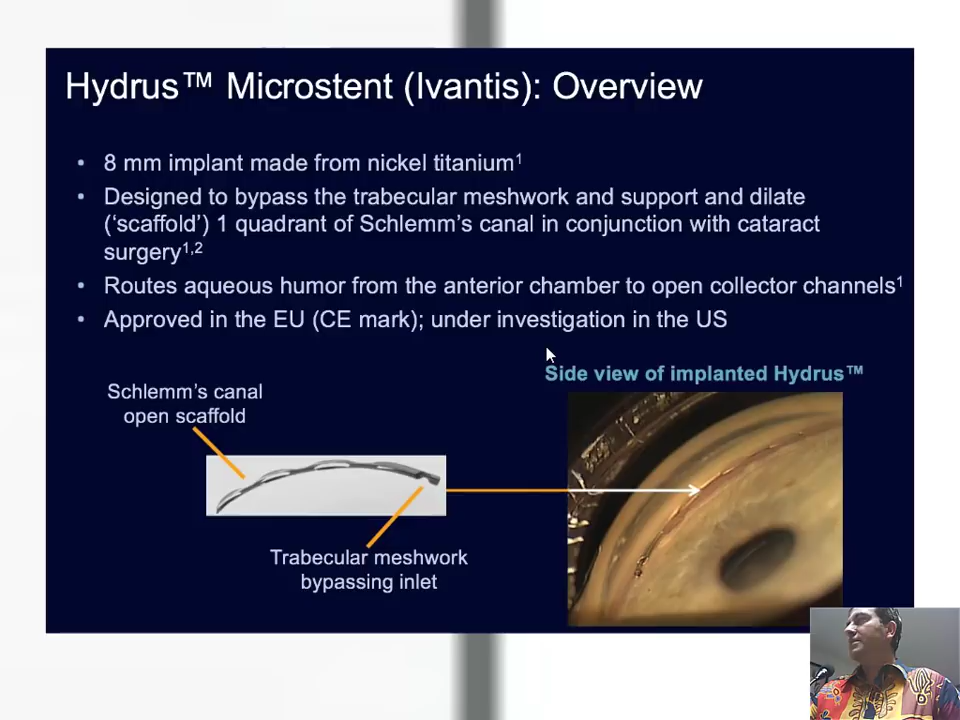 Hydrus™ Microstent (Ivantis): Overview
• 8 mm implant made from nickel titanium¹
• Designed to bypass the trabecular meshwork and support and dilate
(‘scaffold’) 1 quadrant of Schlemm’s canal in conjunction with cataract
surgery¹,²
• Routes aqueous humor from the anterior chamber to open collector channels¹
• Approved in the EU (CE mark); under investigation in the US
Side view of implanted Hydrus™
Schlemm’s canal
open scaffold
Trabecular meshwork
bypassing inlet